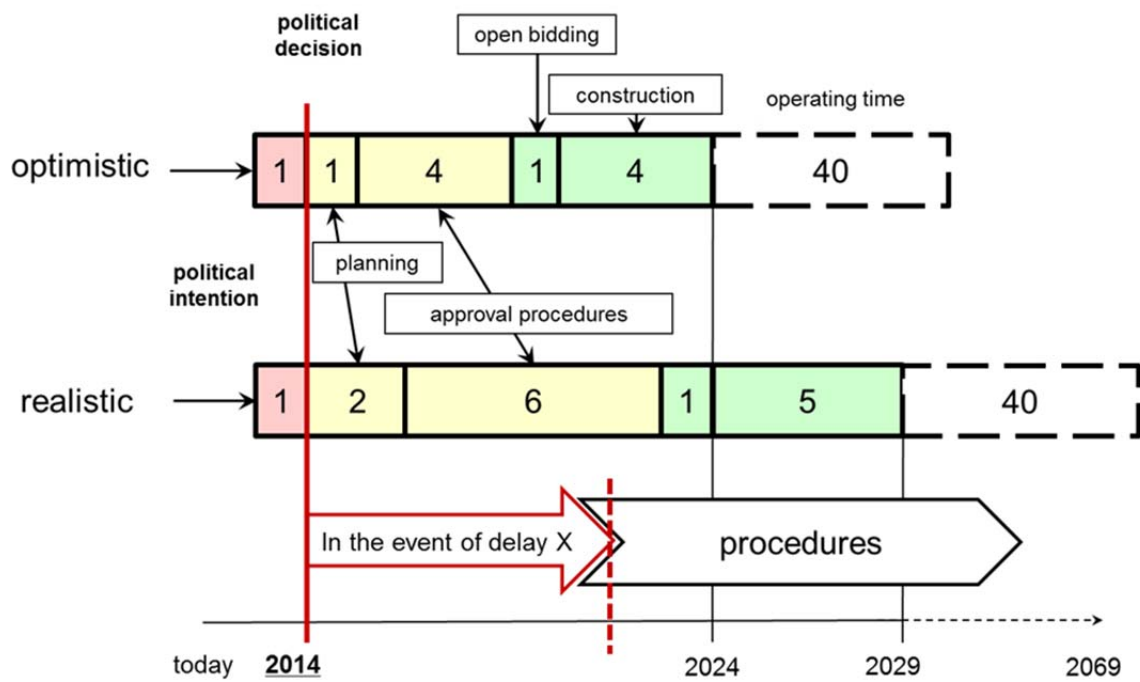 political
decision
open bidding
construction
operating time
optimistic
1
1
4
1
4
40
planning
political
intention
approval procedures
realistic
1
2
6
1
5
40
In the event of delay X
procedures
today
2014
2024
2029
2069